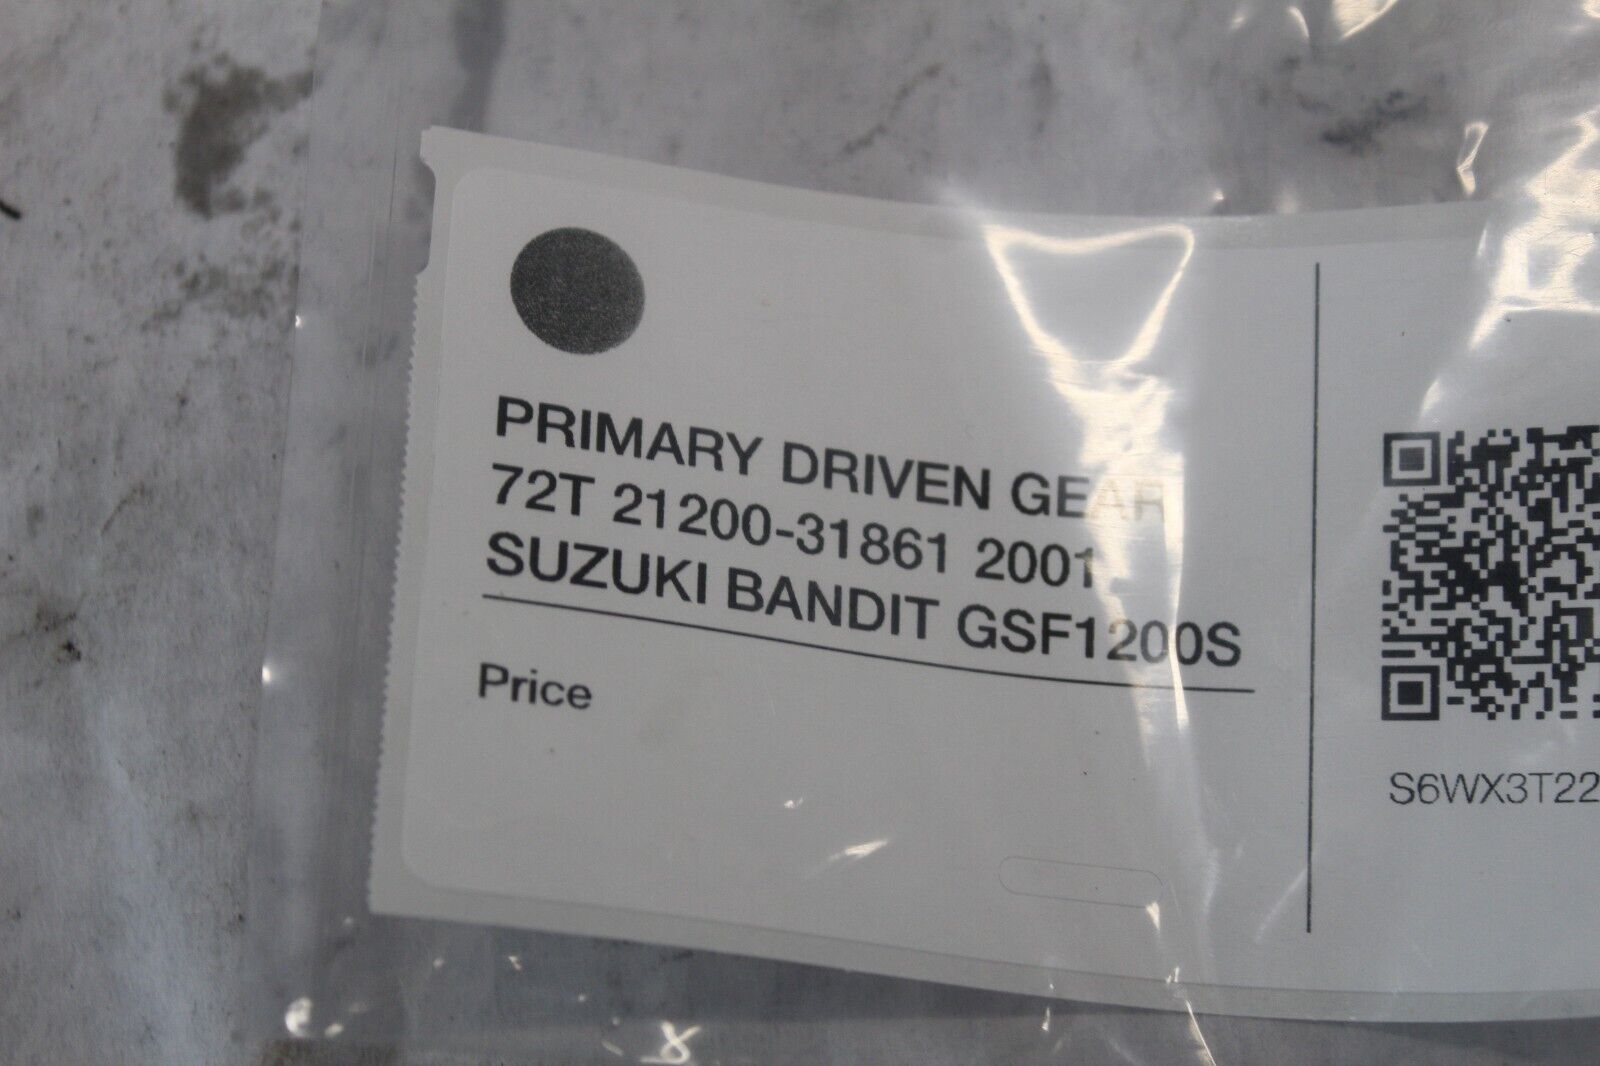 PRIMARY DRIVEN GEAR
72T 21200-31861 2001
SUZUKI BANDIT GSF1200S
Price
S6WX3T22